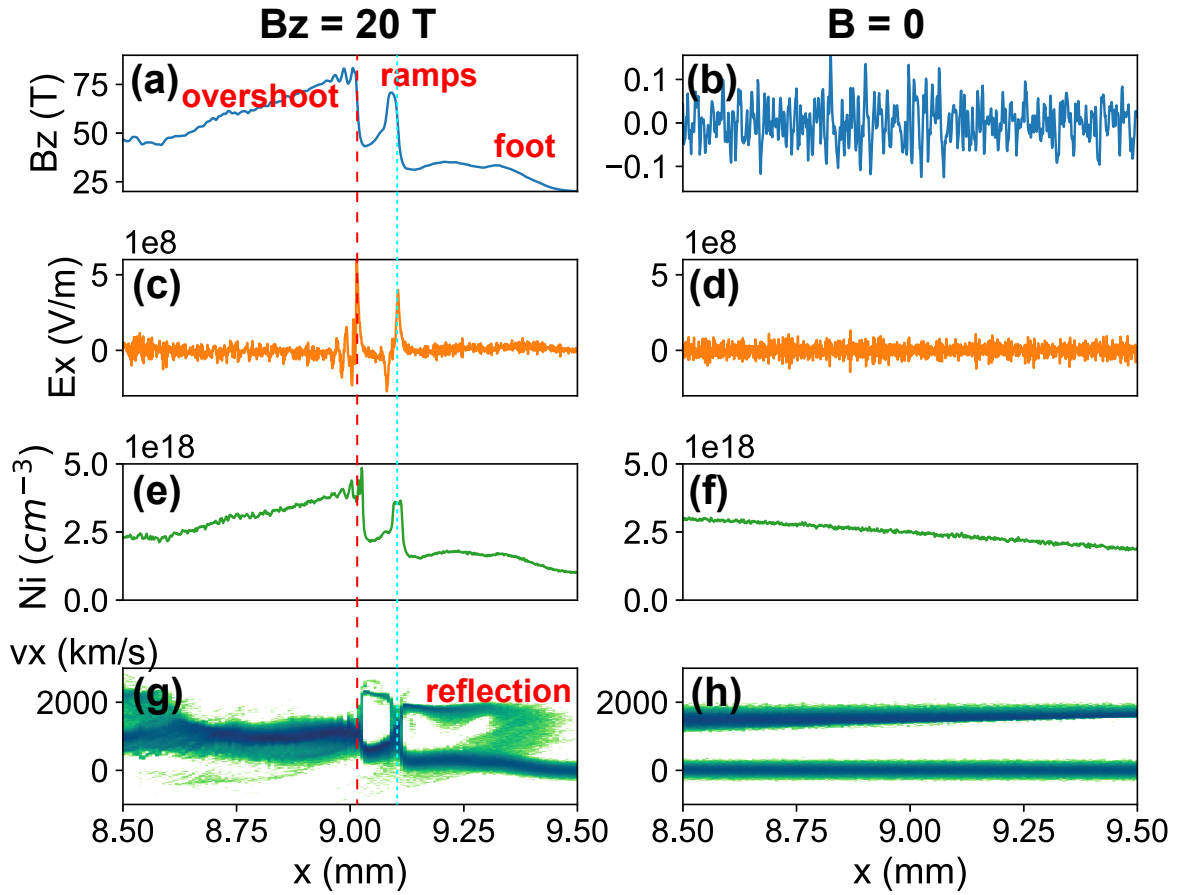 Bz = 20 T
B = 0
(a)
overshoot
ramps
foot
Bz (T)
75
50
25
(b)
0.1
0.0
−0.1
1e8
(c)
Ex (V/m)
5
0
1e8
(d)
5
0
1e18
(e)
Ni (cm⁻³)
5.0
2.5
0.0
1e18
(f)
5.0
2.5
0.0
vx (km/s)
(g)
reflection
2000
0
8.50 8.75 9.00 9.25 9.50
x (mm)
(h)
2000
0
8.50 8.75 9.00 9.25 9.50
x (mm)